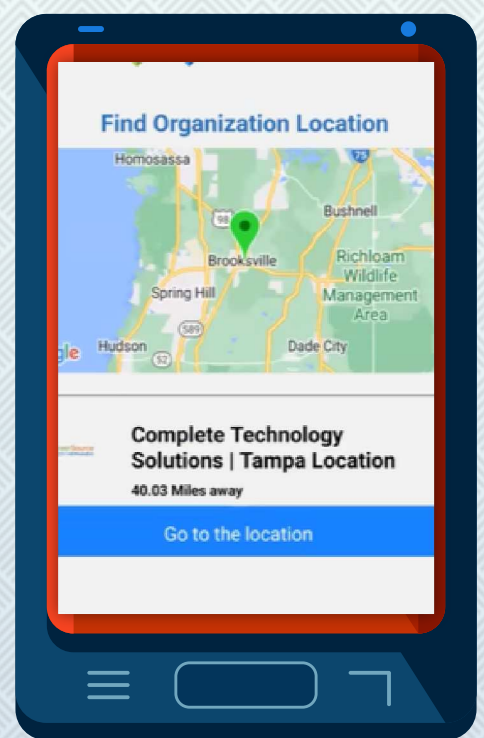 Find Organization Location
Homosassa
75
98
Bushnell
Brooksville
Richloam
Wildlife
Management
Area
Spring Hill
589
Hudson
52
Dade City
gle
Complete Technology
Solutions | Tampa Location
40.03 Miles away
Go to the location